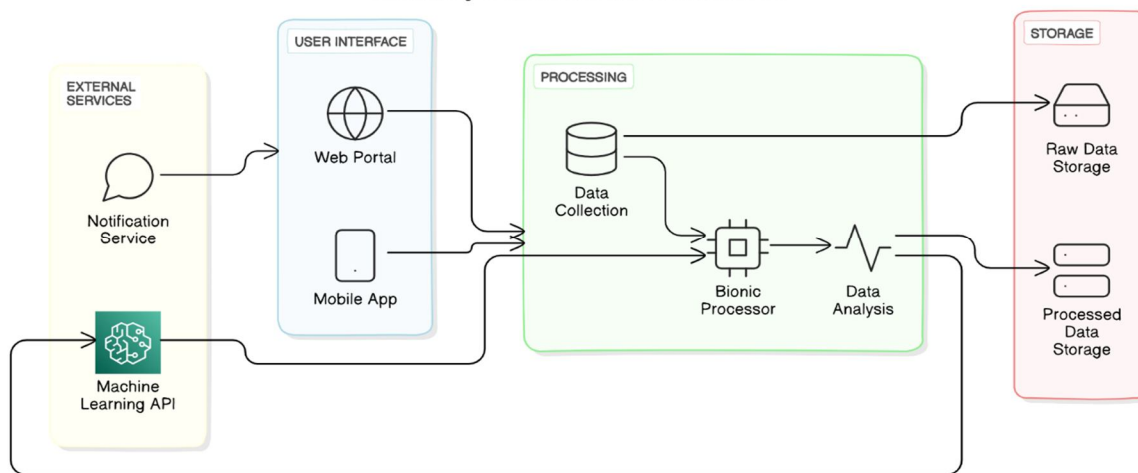 EXTERNAL
SERVICES
Notification
Service
Machine
Learning API
USER INTERFACE
Web Portal
Mobile App
PROCESSING
Data
Collection
Bionic
Processor
Data
Analysis
STORAGE
Raw Data
Storage
Processed
Data
Storage